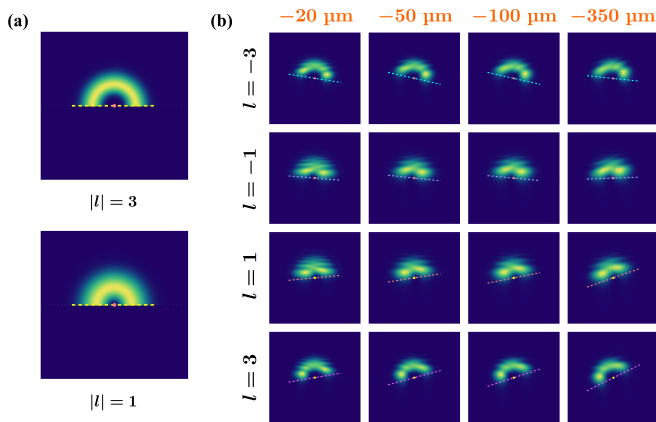 (a)
|l| = 3
|l| = 1
(b)
−20 μm −50 μm −100 μm −350 μm
l = −3
l = −1
l = 1
l = 3